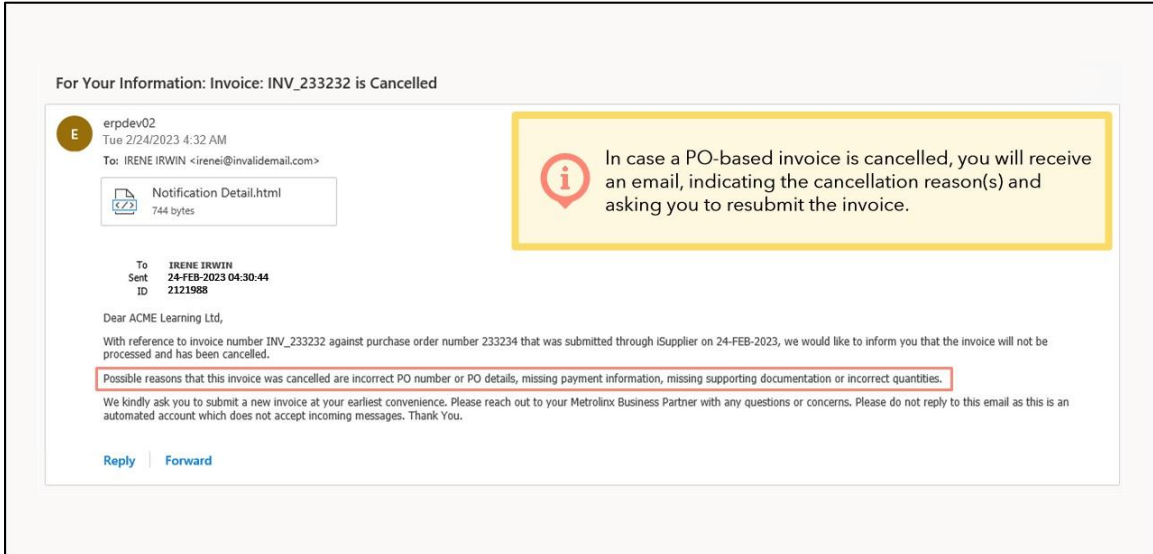 For Your Information: Invoice: INV_233232 is Cancelled
E
erpdev02
Tue 2/24/2023 4:32 AM
To: IRENE IRWIN <irenei@invalidemail.com>
Notification Detail.html
744 bytes
In case a PO-based invoice is cancelled, you will receive
an email, indicating the cancellation reason(s) and
asking you to resubmit the invoice.
To IRENE IRWIN
Sent 24-FEB-2023 04:30:44
ID 2121988
Dear ACME Learning Ltd,
With reference to invoice number INV_233232 against purchase order number 233234 that was submitted through iSupplier on 24-FEB-2023, we would like to inform you that the invoice will not be
processed and has been cancelled.
Possible reasons that this invoice was cancelled are incorrect PO number or PO details, missing payment information, missing supporting documentation or incorrect quantities.
We kindly ask you to submit a new invoice at your earliest convenience. Please reach out to your Metrolinx Business Partner with any questions or concerns. Please do not reply to this email as this is an
automated account which does not accept incoming messages. Thank You.
Reply Forward